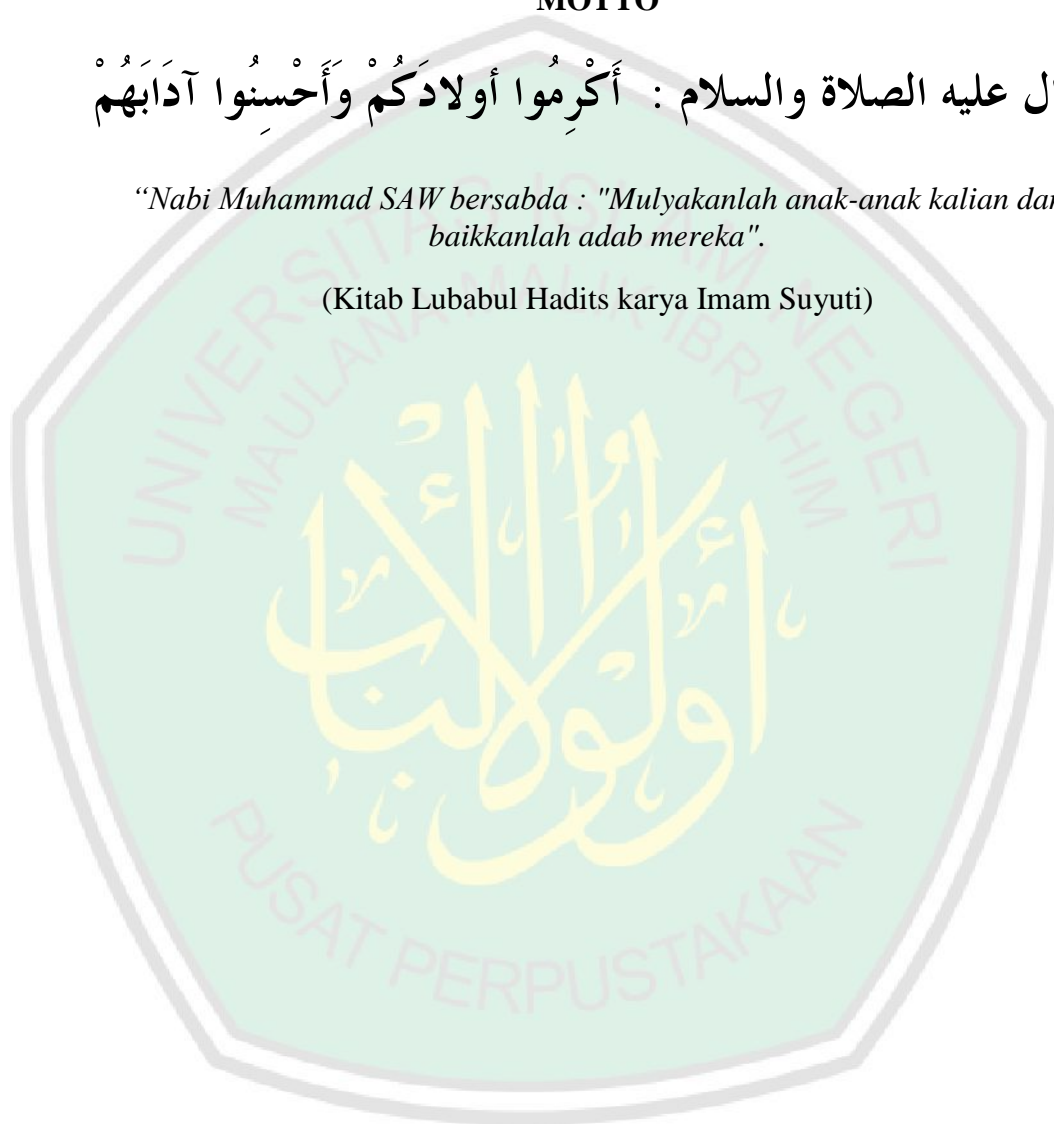 MOTTO
ال عليه الصلاة والسلام : أَكْرِمُوا أولادَكُمْ وَأَحْسِنُوا آدَابَهُمْ
“Nabi Muhammad SAW bersabda : "Mulyakanlah anak-anak kalian dan
baikkanlah adab mereka".
(Kitab Lubabul Hadits karya Imam Suyuti)
UNIVERSITAS ISLAM NEGERI
MAULANA MALIK IBRAHIM
PUSAT PERPUSTAKAAN